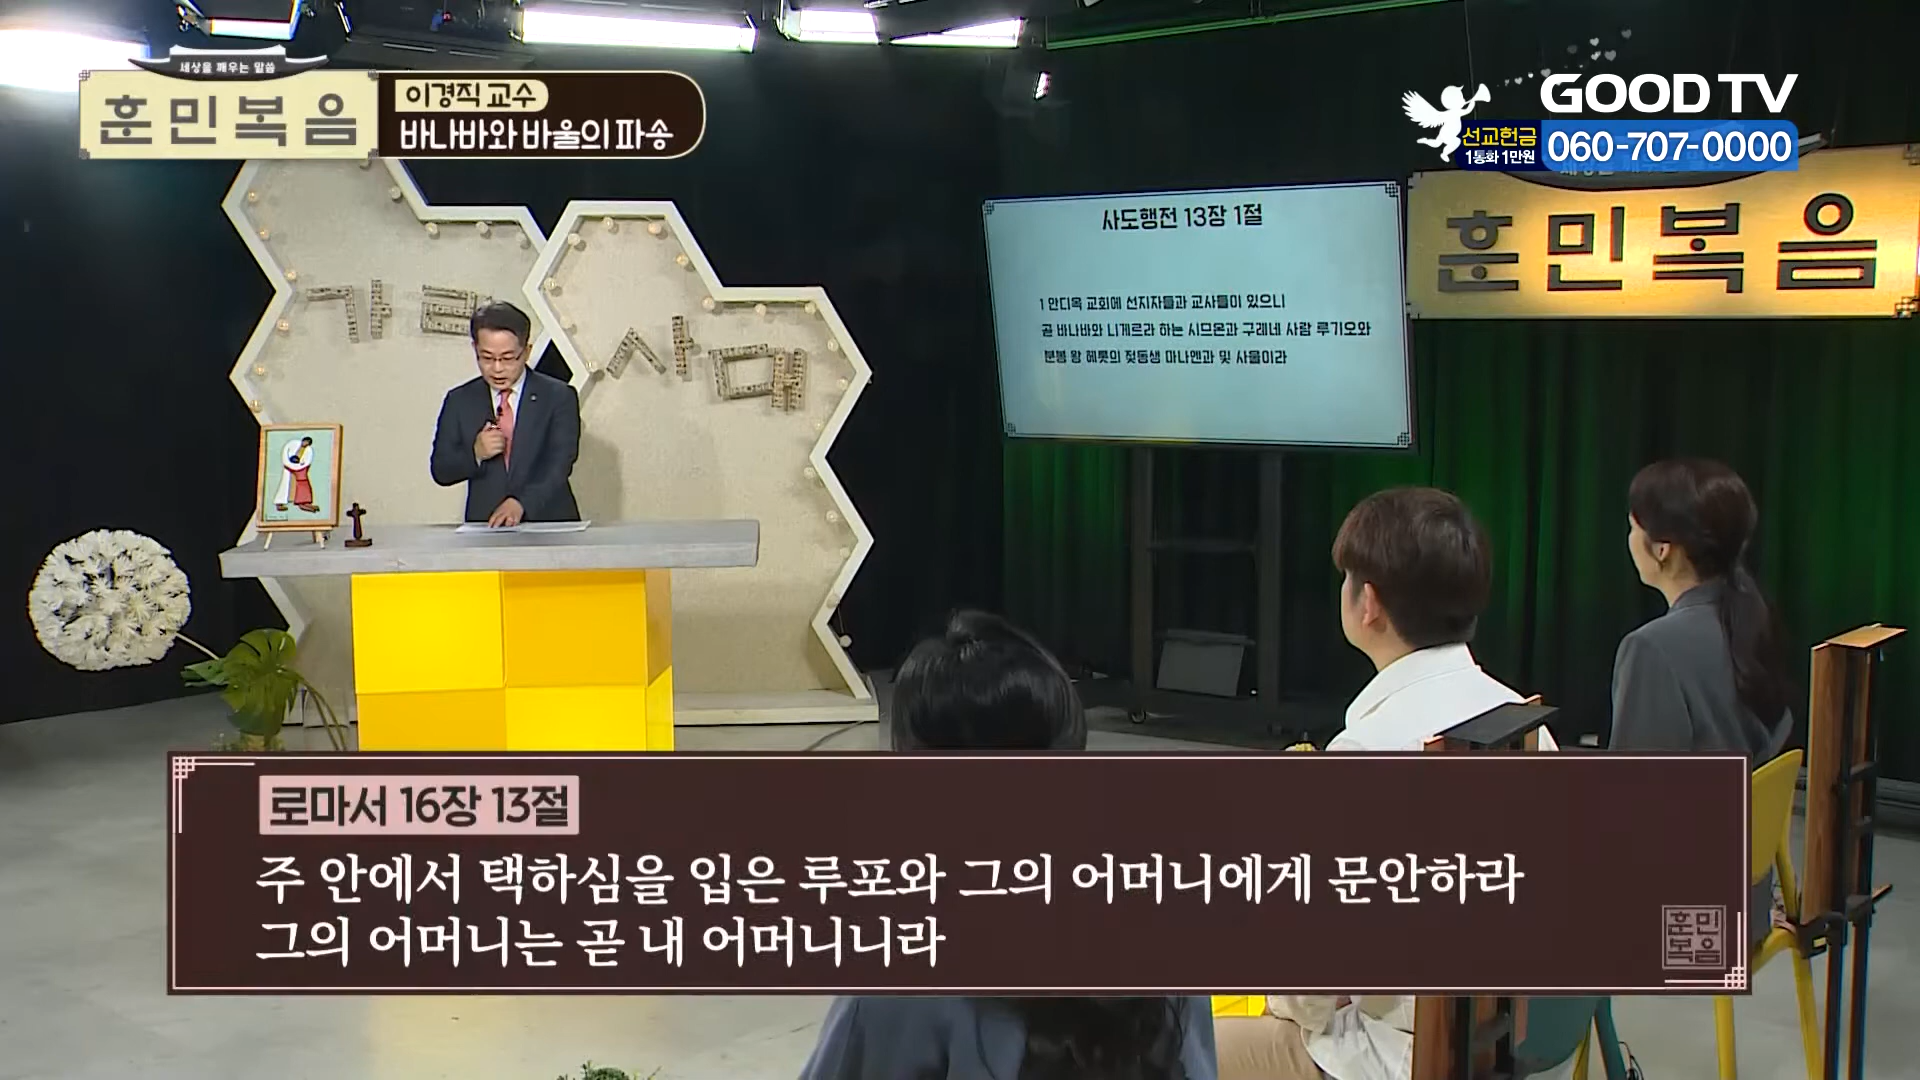 세상을 깨우는 말씀
훈민복음
이경직 교수
바나바와 바울의 파송
GOOD TV
선교헌금
1통화 1만원
060-707-0000
사도행전 13장 1절
1 안디옥 교회에 선지자들과 교사들이 있으니
곧 바나바와 니게르라 하는 시므온과 구레네 사람 루기오와
분봉 왕 헤롯의 젖동생 마나엔과 및 사울이라
훈민복음
가라사대
로마서 16장 13절
주 안에서 택하심을 입은 루포와 그의 어머니에게 문안하라
그의 어머니는 곧 내 어머니니라
훈민
복음